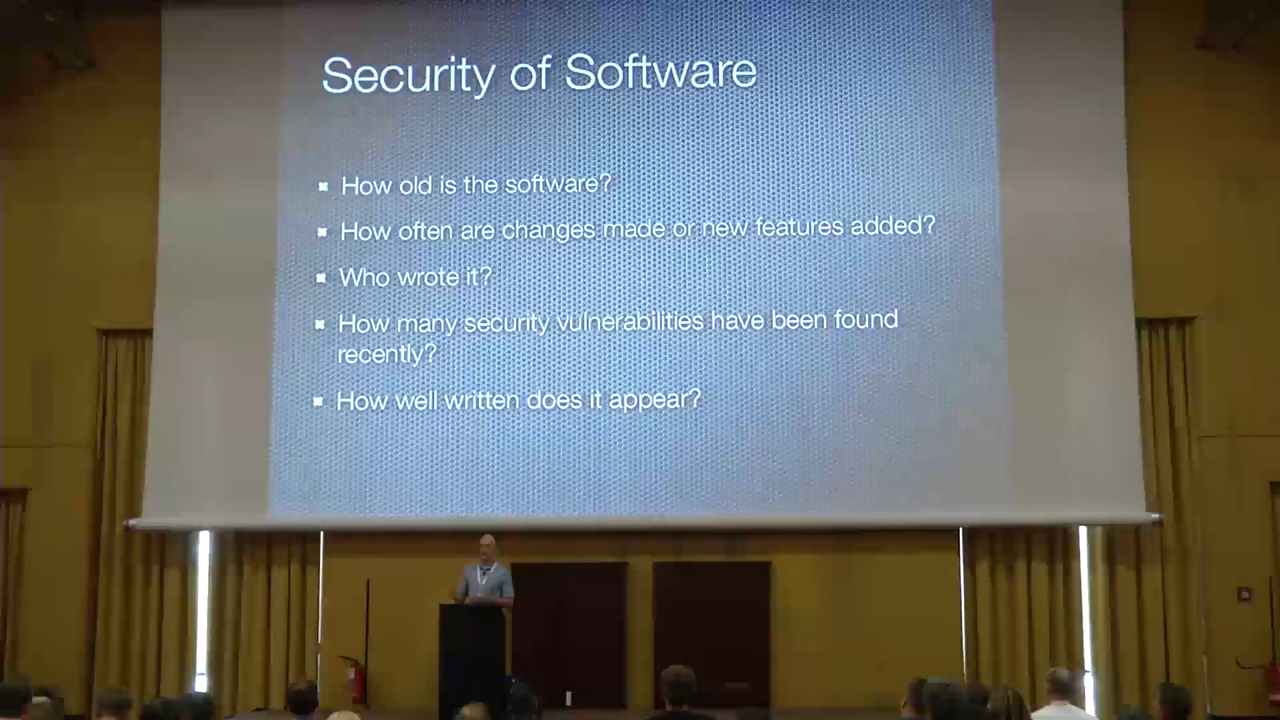 Security of Software
How old is the software?
How often are changes made or new features added?
Who wrote it?
How many security vulnerabilities have been found
recently?
How well written does it appear?